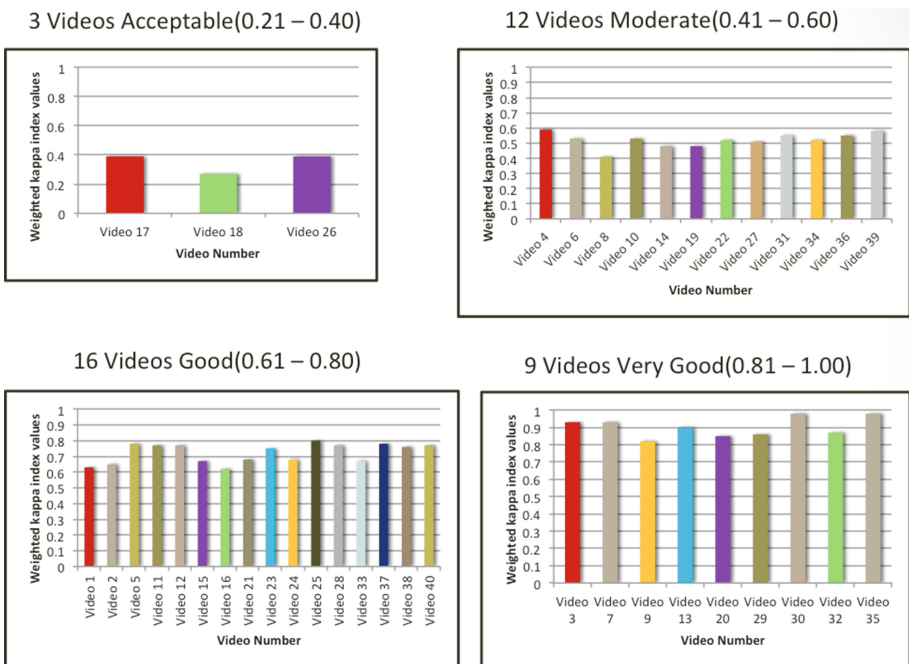 3 Videos Acceptable(0.21 – 0.40)
Weighted kappa index values
1
0.8
0.6
0.4
0.2
0
Video 17 Video 18 Video 26
Video Number
12 Videos Moderate(0.41 – 0.60)
Weighted kappa index values
1
0.9
0.8
0.7
0.6
0.5
0.4
0.3
0.2
0.1
0
Video 4 Video 6 Video 8 Video 10 Video 14 Video 19 Video 22 Video 27 Video 31 Video 34 Video 36 Video 39
Video Number
16 Videos Good(0.61 – 0.80)
Weighted kappa index values
1
0.9
0.8
0.7
0.6
0.5
0.4
0.3
0.2
0.1
0
Video 1 Video 2 Video 5 Video 11 Video 12 Video 15 Video 16 Video 21 Video 23 Video 24 Video 25 Video 28 Video 33 Video 37 Video 38 Video 40
Video Number
9 Videos Very Good(0.81 – 1.00)
Weighted kappa index values
1
0.9
0.8
0.7
0.6
0.5
0.4
0.3
0.2
0.1
0
Video Video Video Video Video Video Video Video Video
3 7 9 13 20 29 30 32 35
Video Number